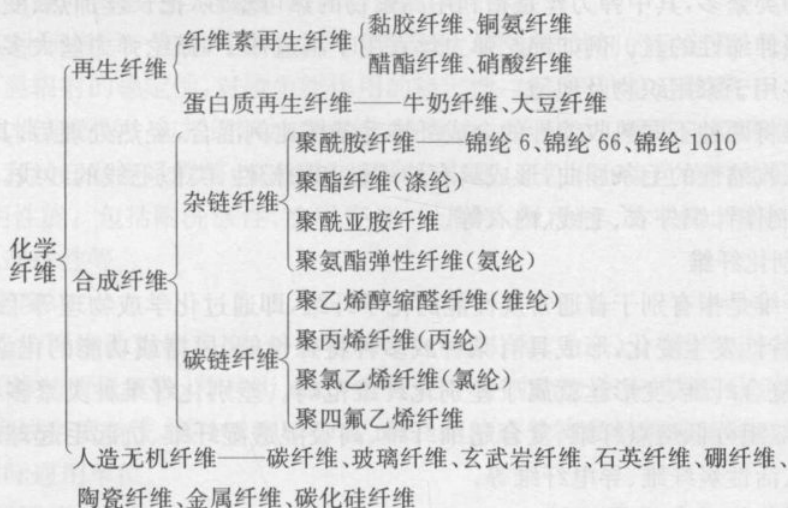 黏胶纤维、铜氨纤维
纤维素再生纤维
醋酯纤维、硝酸纤维
再生纤维
蛋白质再生纤维——牛奶纤维、大豆纤维
聚酰胺纤维——锦纶 6、锦纶 66、锦纶 1010
聚酯纤维(涤纶)
杂链纤维
聚酰亚胺纤维
聚氨酯弹性纤维(氨纶)
化学
纤维
合成纤维
聚乙烯醇缩醛纤维(维纶)
聚丙烯纤维(丙纶)
碳链纤维
聚氯乙烯纤维(氯纶)
聚四氟乙烯纤维
人造无机纤维——碳纤维、玻璃纤维、玄武岩纤维、石英纤维、硼纤维、
陶瓷纤维、金属纤维、碳化硅纤维